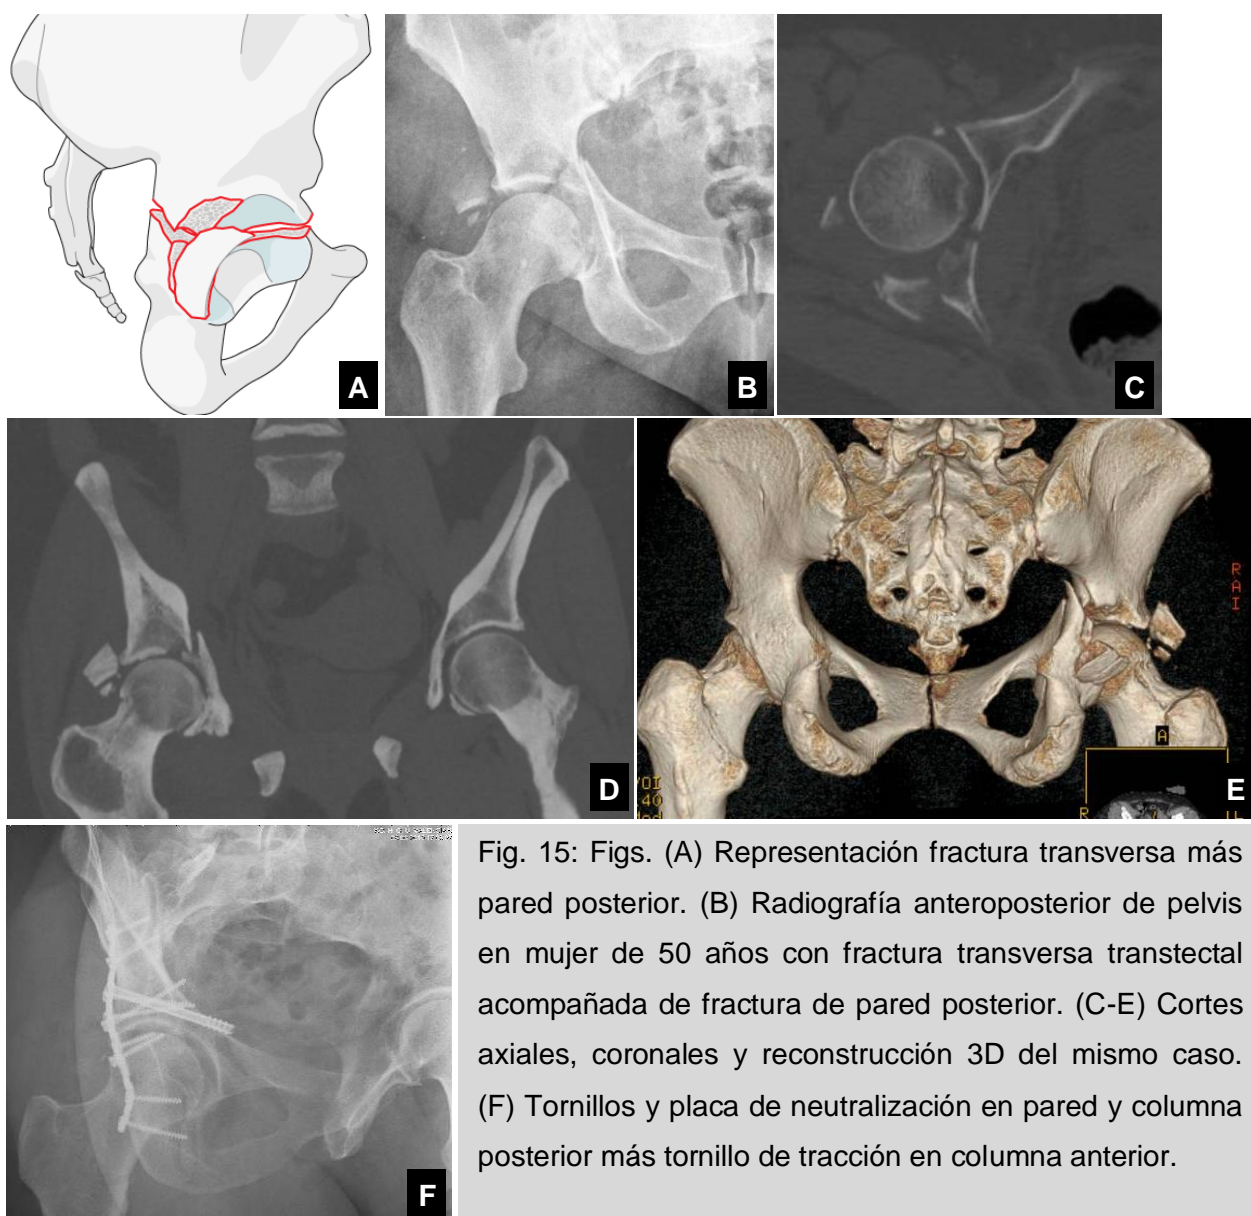 A
B
C
D
R
A
I
VOI
.40
A
R
E
F
Fig. 15: Figs. (A) Representación fractura transversa más
pared posterior. (B) Radiografía anteroposterior de pelvis
en mujer de 50 años con fractura transversa transtectal
acompañada de fractura de pared posterior. (C-E) Cortes
axiales, coronales y reconstrucción 3D del mismo caso.
(F) Tornillos y placa de neutralización en pared y columna
posterior más tornillo de tracción en columna anterior.